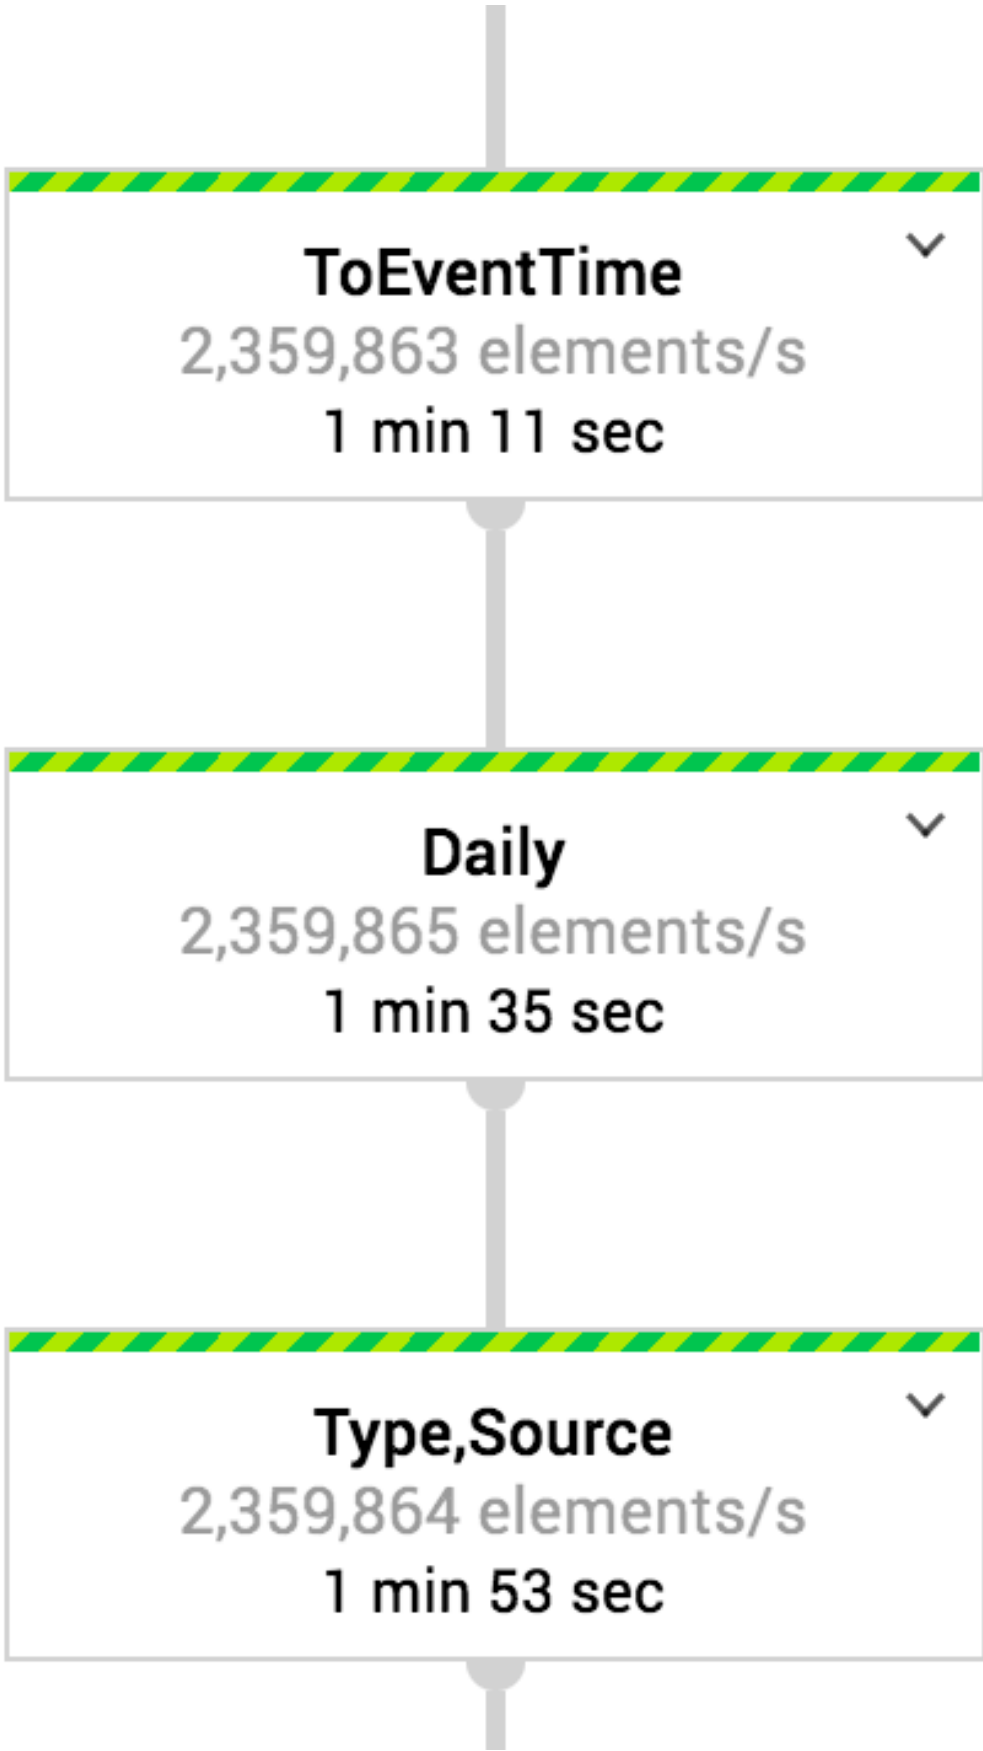 ToEventTime
2,359,863 elements/s
1 min 11 sec
Daily
2,359,865 elements/s
1 min 35 sec
Type,Source
2,359,864 elements/s
1 min 53 sec